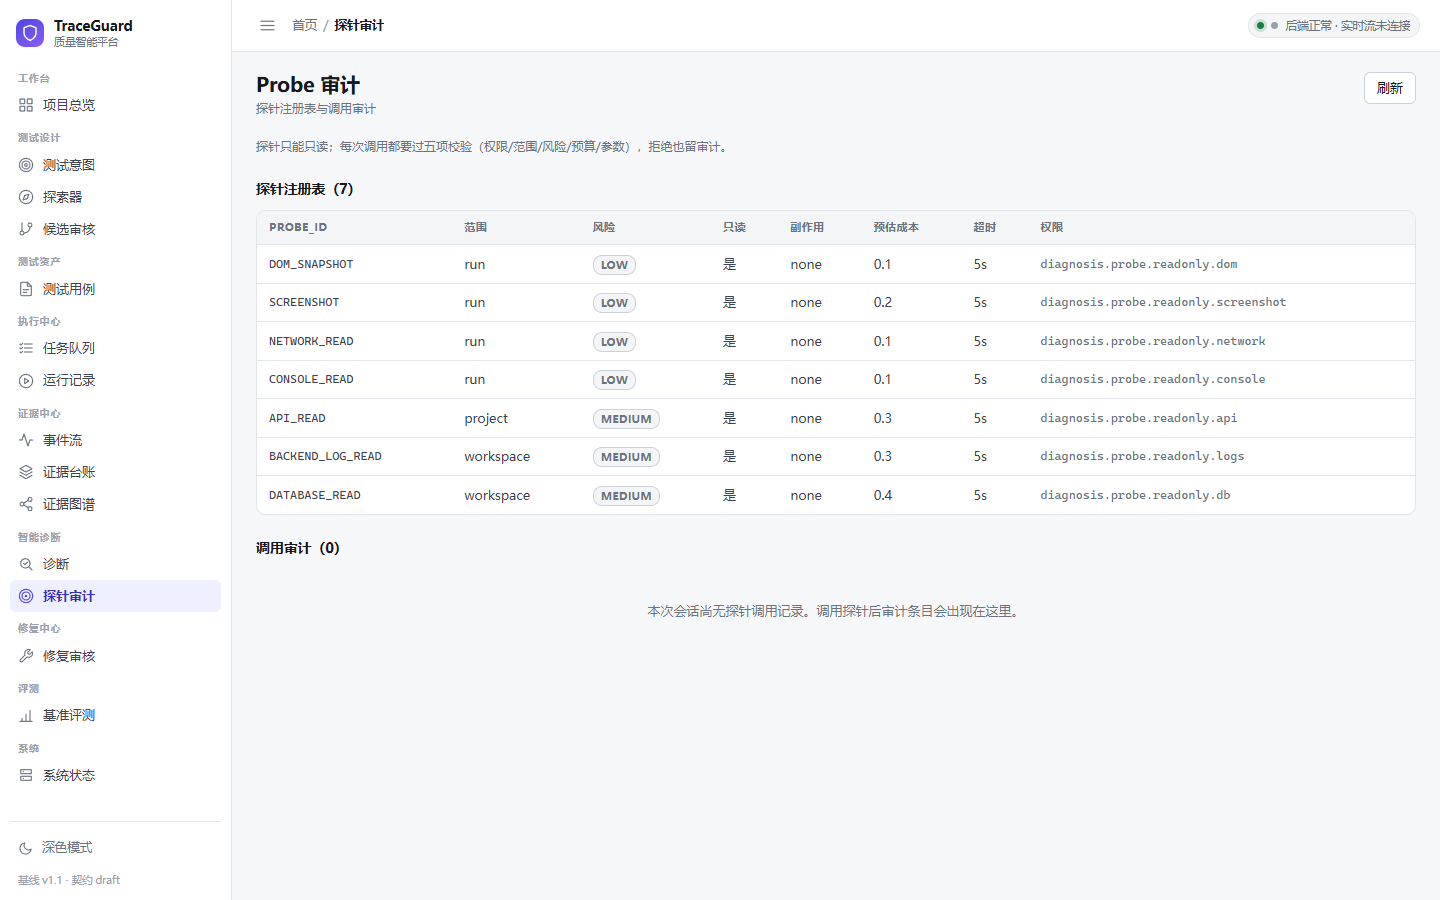 TraceGuard
质量智能平台
工作台
项目总览
测试设计
测试意图
探索器
候选审核
测试资产
测试用例
执行中心
任务队列
运行记录
证据中心
事件流
证据台账
证据图谱
智能诊断
诊断
探针审计
修复中心
修复审核
评测
基准评测
系统
系统状态
深色模式
基线 v1.1 · 契约 draft
首页 / 探针审计
后端正常 · 实时流未连接
Probe 审计
探针注册表与调用审计
刷新
探针只能只读；每次调用都要过五项校验（权限/范围/风险/预算/参数），拒绝也留审计。
探针注册表（7）
PROBE_ID 范围 风险 只读 副作用 预估成本 超时 权限
DOM_SNAPSHOT run LOW 是 none 0.1 5s diagnosis.probe.readonly.dom
SCREENSHOT run LOW 是 none 0.2 5s diagnosis.probe.readonly.screenshot
NETWORK_READ run LOW 是 none 0.1 5s diagnosis.probe.readonly.network
CONSOLE_READ run LOW 是 none 0.1 5s diagnosis.probe.readonly.console
API_READ project MEDIUM 是 none 0.3 5s diagnosis.probe.readonly.api
BACKEND_LOG_READ workspace MEDIUM 是 none 0.3 5s diagnosis.probe.readonly.logs
DATABASE_READ workspace MEDIUM 是 none 0.4 5s diagnosis.probe.readonly.db
调用审计（0）
本次会话尚无探针调用记录。调用探针后审计条目会出现在这里。